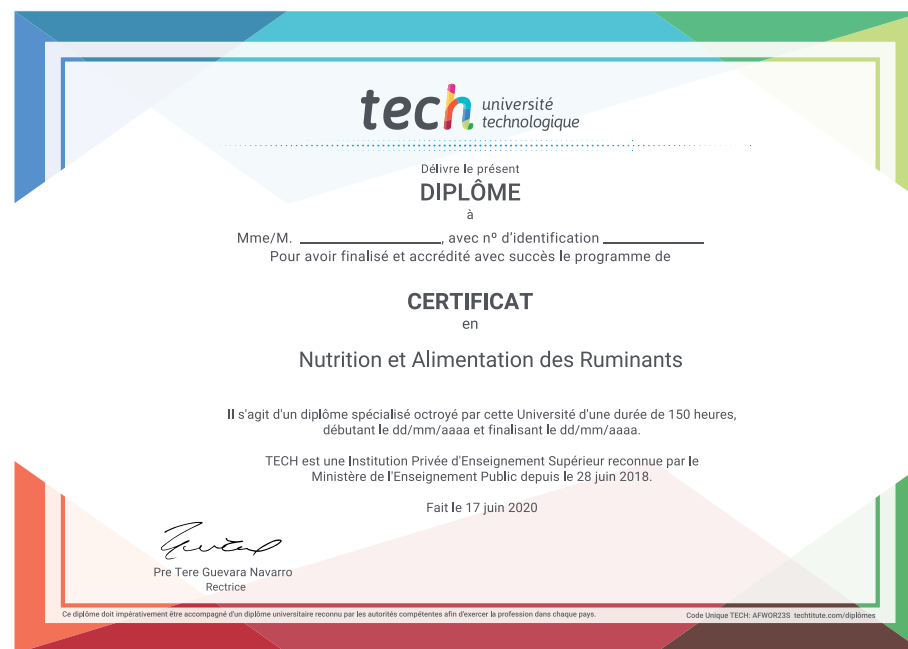 tech université
technologique
Délivre le présent
DIPLÔME
à
Mme/M. ____________________, avec nº d'identification ______________
Pour avoir finalisé et accrédité avec succès le programme de
CERTIFICAT
en
Nutrition et Alimentation des Ruminants
Il s'agit d'un diplôme spécialisé octroyé par cette Université d'une durée de 150 heures,
débutant le dd/mm/aaaa et finalisant le dd/mm/aaaa.
TECH est une Institution Privée d'Enseignement Supérieur reconnue par le
Ministère de l'Enseignement Public depuis le 28 juin 2018.
Fait le 17 juin 2020
Pre Tere Guevara Navarro
Rectrice
Ce diplôme doit impérativement être accompagné d'un diplôme universitaire reconnu par les autorités compétentes afin d'exercer la profession dans chaque pays.
Code Unique TECH: AFWOR23S techtitute.com/diplômes